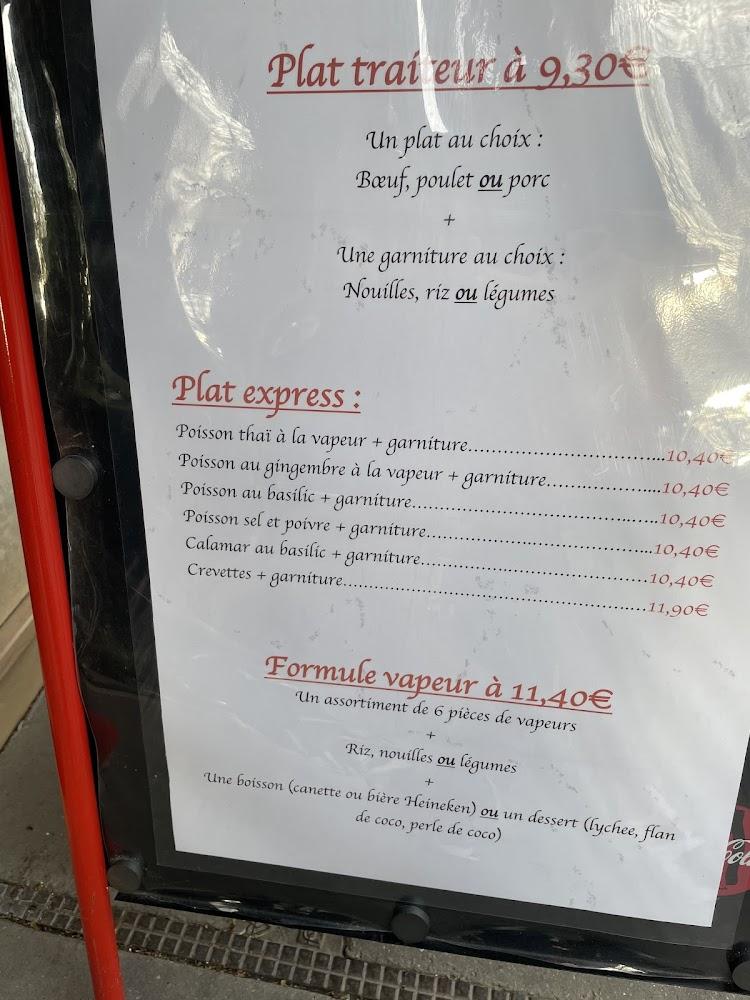 Plat traiteur à 9,30€
Un plat au choix :
Bœuf, poulet ou porc
+
Une garniture au choix :
Nouilles, riz ou légumes
Plat express :
Poisson thaï à la vapeur + garniture..........................................10,40€
Poisson au gingembre à la vapeur + garniture.........................10,40€
Poisson au basilic + garniture......................................................10,40€
Poisson sel et poivre + garniture..................................................10,40€
Calamar au basilic + garniture....................................................10,40€
Crevettes + garniture....................................................................11,90€
Formule vapeur à 11,40€
Un assortiment de 6 pièces de vapeurs
+
Riz, nouilles ou légumes
+
Une boisson (canette ou bière Heineken) ou un dessert (lychee, flan
de coco, perle de coco)